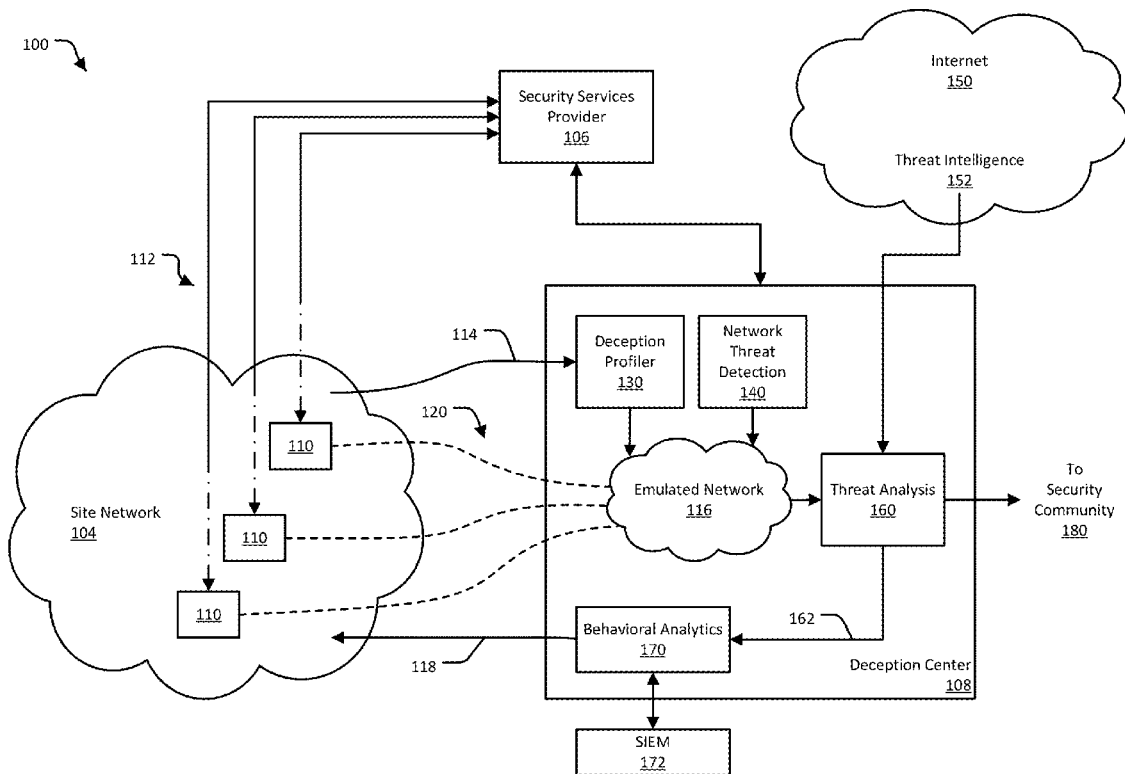 100
Security Services
Provider
106
Internet
150
Threat Intelligence
152
112
114
Deception
Profiler
130
Network
Threat
Detection
140
120
110
Emulated Network
116
Threat Analysis
160
To
Security
Community
180
Site Network
104
110
110
118
Behavioral Analytics
170
162
Deception Center
108
SIEM
172